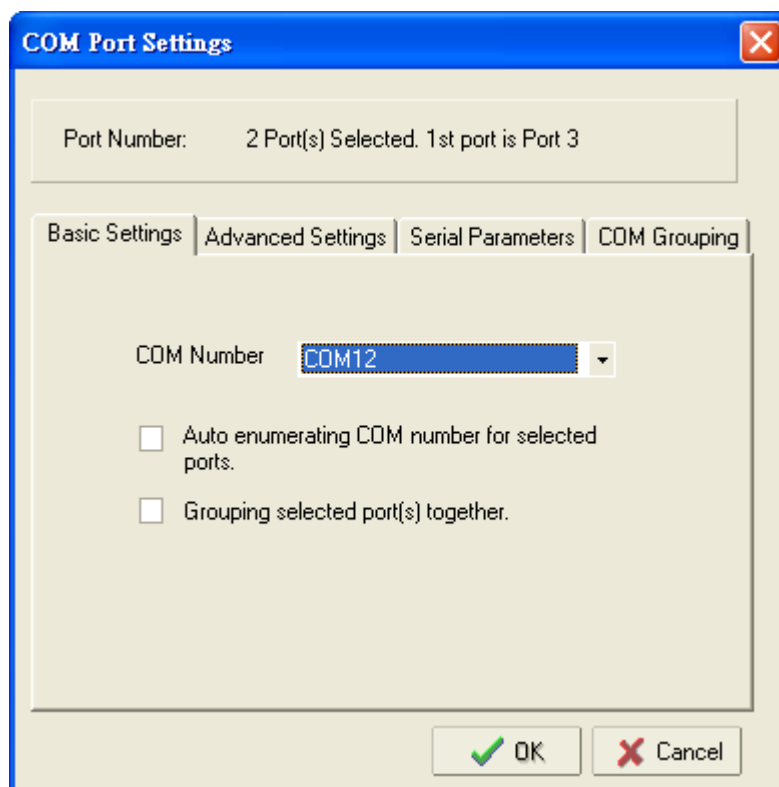 COM Port Settings
Port Number: 2 Port(s) Selected. 1st port is Port 3
Basic Settings Advanced Settings Serial Parameters COM Grouping
COM Number COM12
Auto enumerating COM number for selected
ports.
Grouping selected port(s) together.
OK Cancel